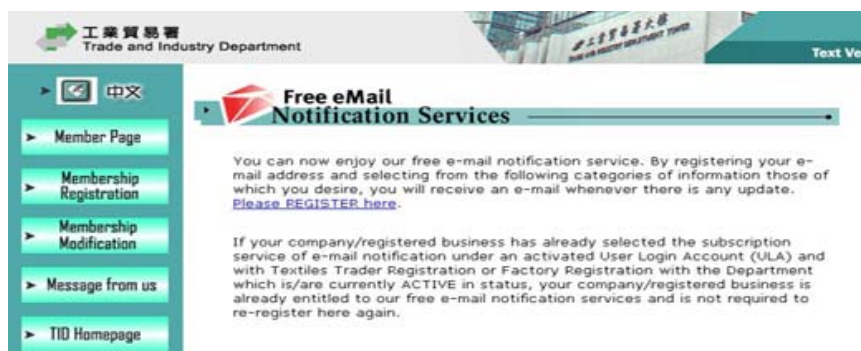 工業貿易署
Trade and Industry Department
Text Ve
中文
Member Page
Membership
Registration
Membership
Modification
Message from us
TID Homepage
Free eMail
Notification Services
You can now enjoy our free e-mail notification service. By registering your e-
mail address and selecting from the following categories of information those of
which you desire, you will receive an e-mail whenever there is any update.
Please REGISTER here.
If your company/registered business has already selected the subscription
service of e-mail notification under an activated User Login Account (ULA) and
with Textiles Trader Registration or Factory Registration with the Department
which is/are currently ACTIVE in status, your company/registered business is
already entitled to our free e-mail notification services and is not required to
re-register here again.